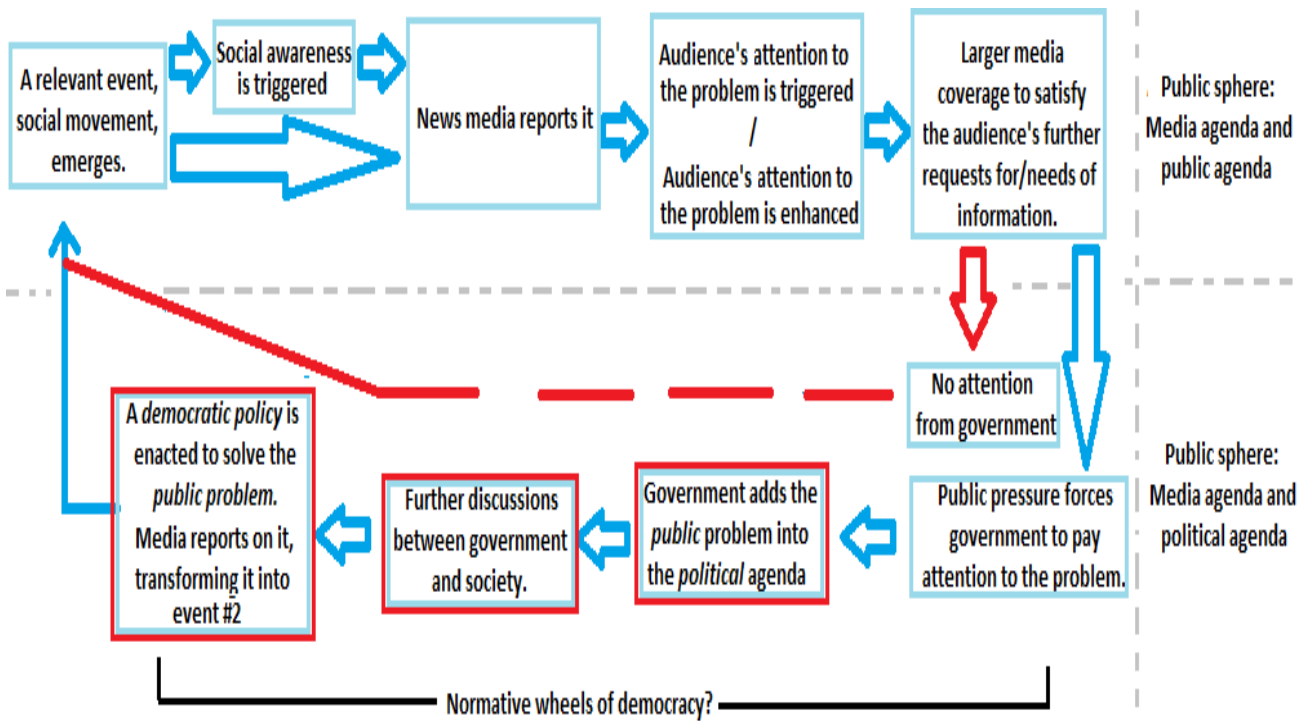 A relevant event,
social movement,
emerges.
Social awareness
is triggered
News media reports it
Audience's attention to
the problem is triggered
/
Audience's attention to
the problem is enhanced
Larger media
coverage to satisfy
the audience's further
requests for/needs of
information.
Public sphere:
Media agenda and
public agenda
No attention
from government
Public pressure forces
government to pay
attention to the problem.
Government adds the
public problem into
the political agenda
Further discussions
between government
and society.
A democratic policy is
enacted to solve the
public problem.
Media reports on it,
transforming it into
event #2
Public sphere:
Media agenda and
political agenda
Normative wheels of democracy?